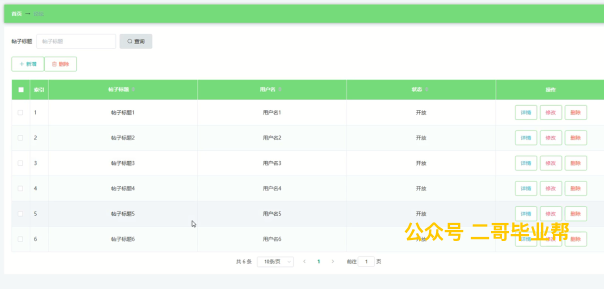 首页
帖子标题 帖子标题 查询
新增 删除
索引 帖子标题 用户名 状态 操作
1 帖子标题1 用户名1 开放 详情 修改 删除
2 帖子标题2 用户名2 开放 详情 修改 删除
3 帖子标题3 用户名3 开放 详情 修改 删除
4 帖子标题4 用户名4 开放 详情 修改 删除
5 帖子标题5 用户名5 开放 详情 修改 删除
公众号 二哥毕业帮
6 帖子标题6 用户名6 开放 详情 修改 删除
共 6 条 10条/页 1 前往 1 页